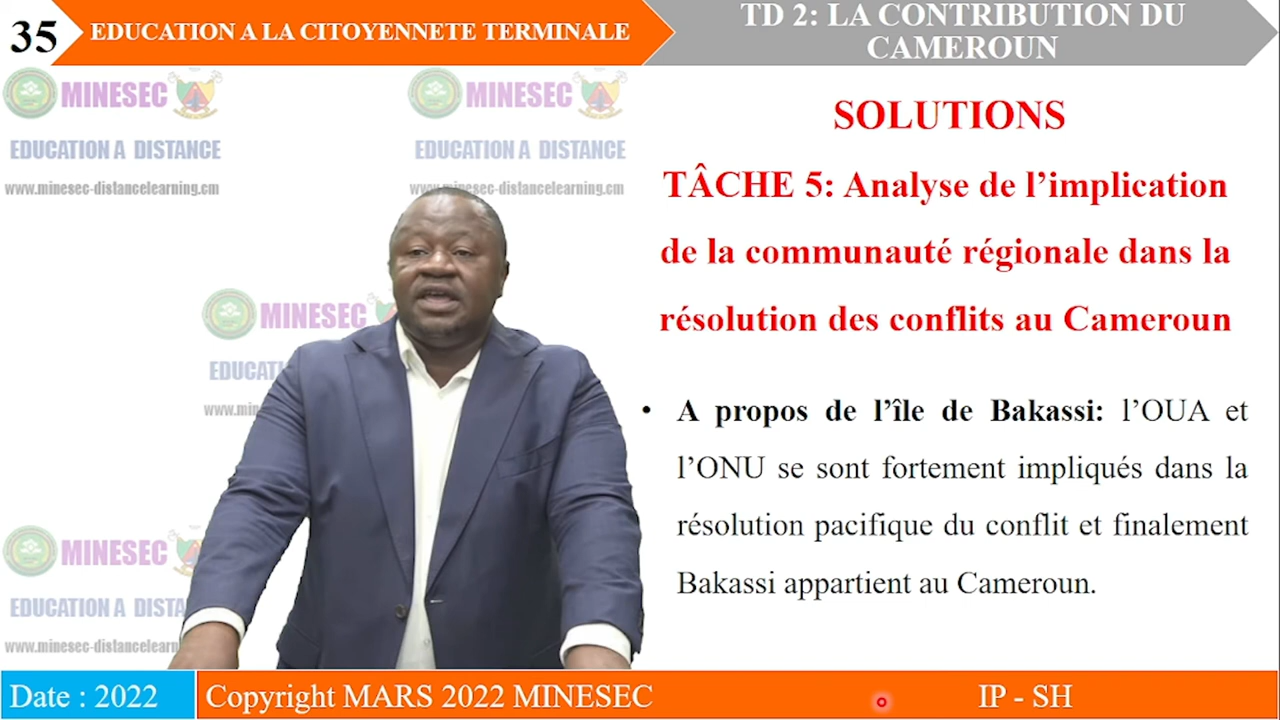 35
EDUCATION A LA CITOYENNETE TERMINALE
TD 2: LA CONTRIBUTION DU
CAMEROUN
MINESEC
EDUCATION A DISTANCE
www.minesec-distancelearning.cm
MINESEC
EDUCATION A DISTANCE
www.minesec-distancelearning.cm
SOLUTIONS
TÂCHE 5: Analyse de l’implication
de la communauté régionale dans la
résolution des conflits au Cameroun
MINESEC
EDUCATI
www.min
• A propos de l’île de Bakassi: l’OUA et
l’ONU se sont fortement impliqués dans la
résolution pacifique du conflit et finalement
Bakassi appartient au Cameroun.
MINESEC
EDUCATION A DISTA
www.minesec-distancelearn
Date : 2022
Copyright MARS 2022 MINESEC
IP - SH